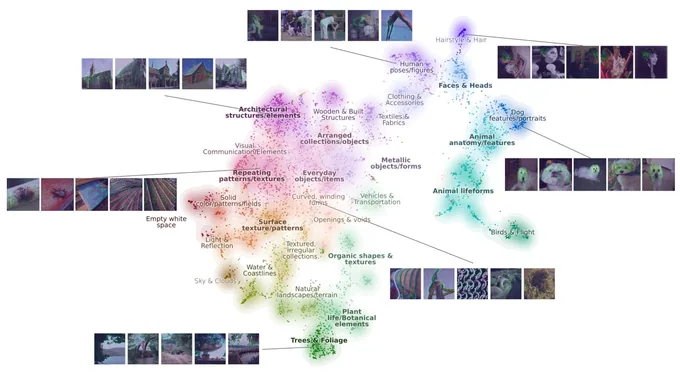 Hairstyle & Hair
Human
poses/figures
Faces & Heads
Clothing &
Accessories
Architectural
structures/elements
Wooden & Built
Structures
Textiles &
Fabrics
Dog
features/portraits
Arranged
collections/objects
Animal
anatomy/features
Visual
Communication/Elements
Metallic
objects/forms
Repeating
patterns/textures
Everyday
objects/items
Animal lifeforms
Solid
color/patterns/fields
Curved, winding
forms
Vehicles &
Transportation
Empty white
space
Surface
texture/patterns
Openings & voids
Birds & Flight
Light &
Reflection
Textured,
Irregular
collections
Organic shapes &
textures
Water &
Coastlines
Sky & Clouds
Natural
landscapes/terrain
Plant
life/Botanical
elements
Trees & Foliage